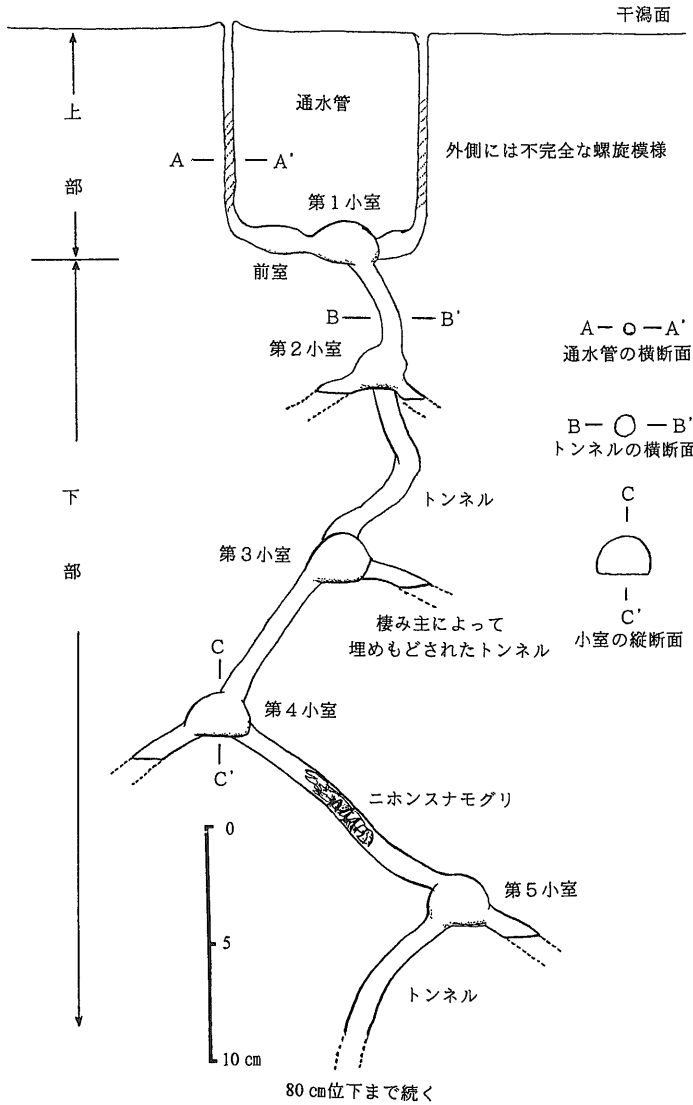 干潟面
上
部
通水管
外側には不完全な螺旋模様
A
A'
第1小室
前室
B
B'
第2小室
A
A'
通水管の横断面
B
B'
トンネルの横断面
下
部
トンネル
C
C'
小室の縦断面
第3小室
棲み主によって
埋めもどされたトンネル
C
第4小室
C'
ニホンスナモグリ
0
5
10 cm
第5小室
トンネル
80 cm位下まで続く